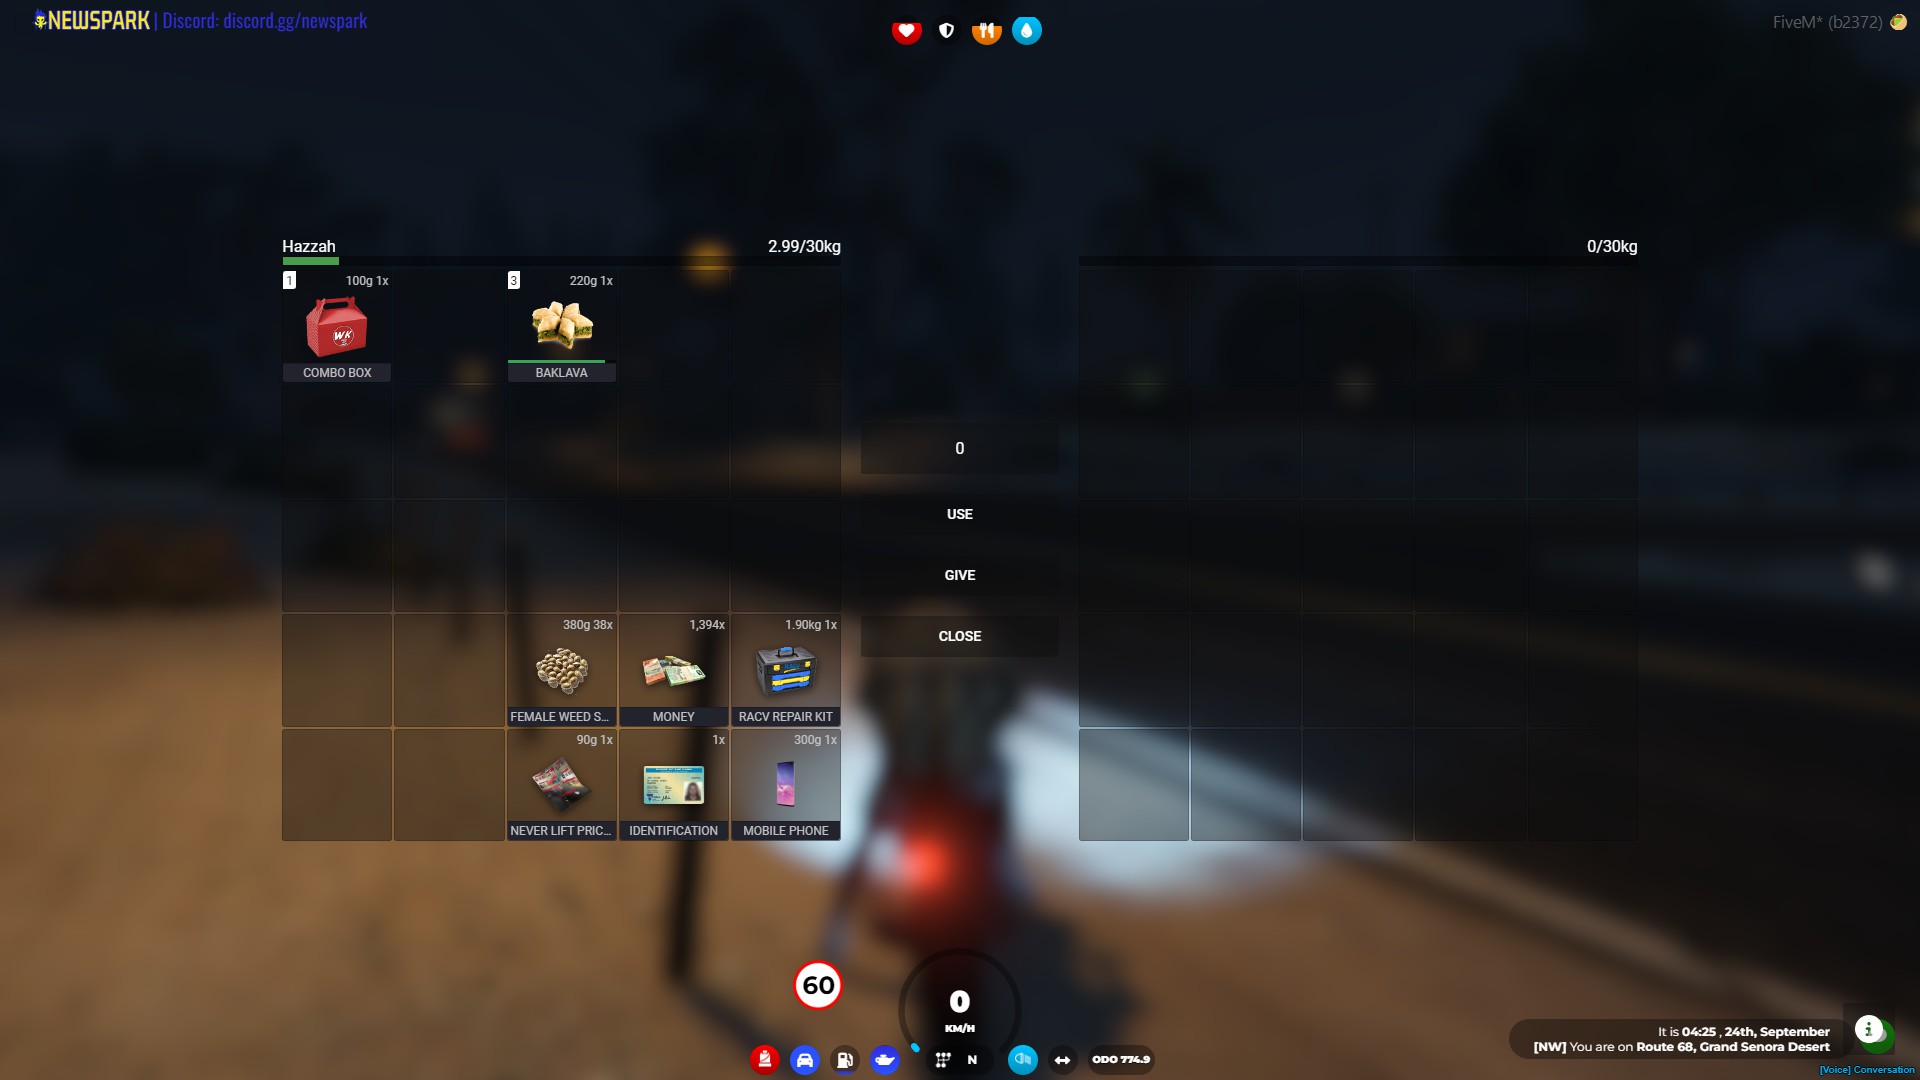 NEWSPARK | Discord: discord.gg/newspark
FiveM* (b2372)
Hazzah
2.99/30kg
0/30kg
1
100g 1x
WK
COMBO BOX
3
220g 1x
BAKLAVA
0
USE
GIVE
CLOSE
380g 38x
FEMALE WEED S...
1,394x
MONEY
1.90kg 1x
RACV REPAIR KIT
90g 1x
NEVER LIFT PRIC...
1x
IDENTIFICATION
300g 1x
MOBILE PHONE
60
0
KM/H
N
ODO 774.9
It is 04:25 , 24th, September
[NW] You are on Route 68, Grand Senora Desert
[Voice] Conversation